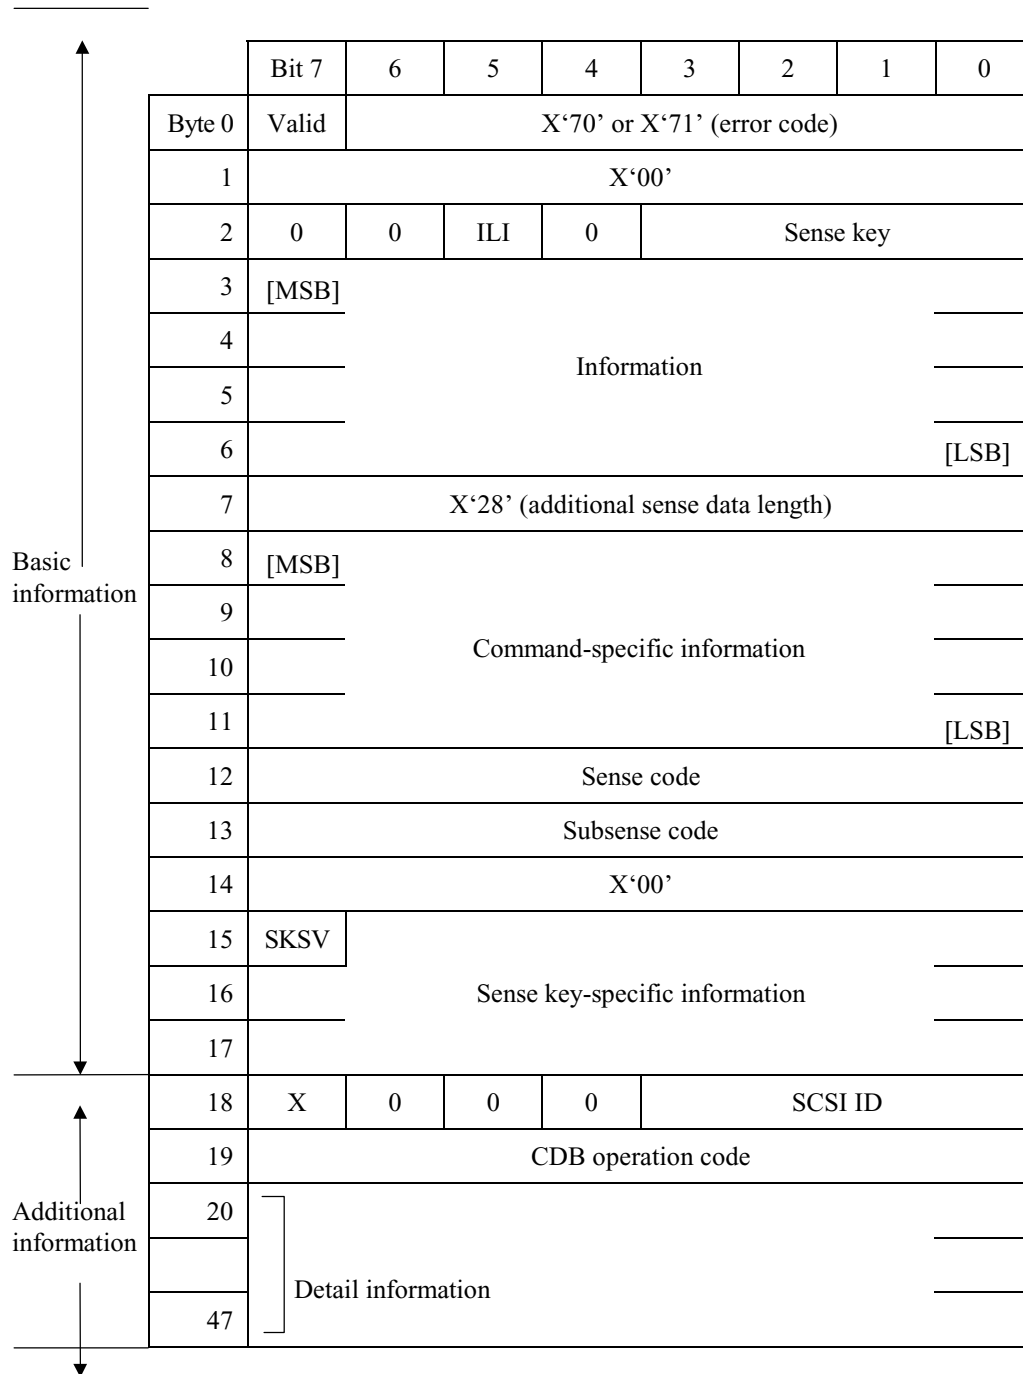 Bit 7 6 5 4 3 2 1 0
Byte 0 Valid X‘70’ or X‘71’ (error code)
1 X‘00’
2 0 0 ILI 0 Sense key
3 [MSB]
4
Information
5
6 [LSB]
7 X‘28’ (additional sense data length)
Basic
information
8 [MSB]
9
Command-specific information
10
11 [LSB]
12 Sense code
13 Subsense code
14 X‘00’
15 SKSV
16 Sense key-specific information
17
18 X 0 0 0 SCSI ID
19 CDB operation code
Additional
information
20
Detail information
47